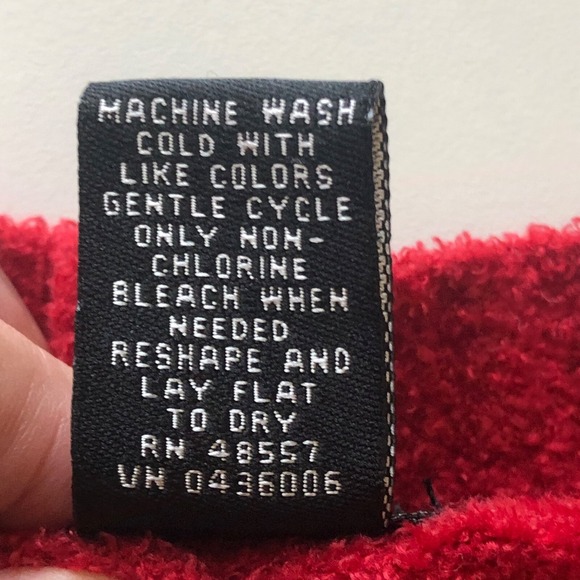 MACHINE WASH
COLD WITH
LIKE COLORS
GENTLE CYCLE
ONLY NON-
CHLORINE
BLEACH WHEN
NEEDED
RESHAPE AND
LAY FLAT
TO DRY
RN 48557
VN 0436006